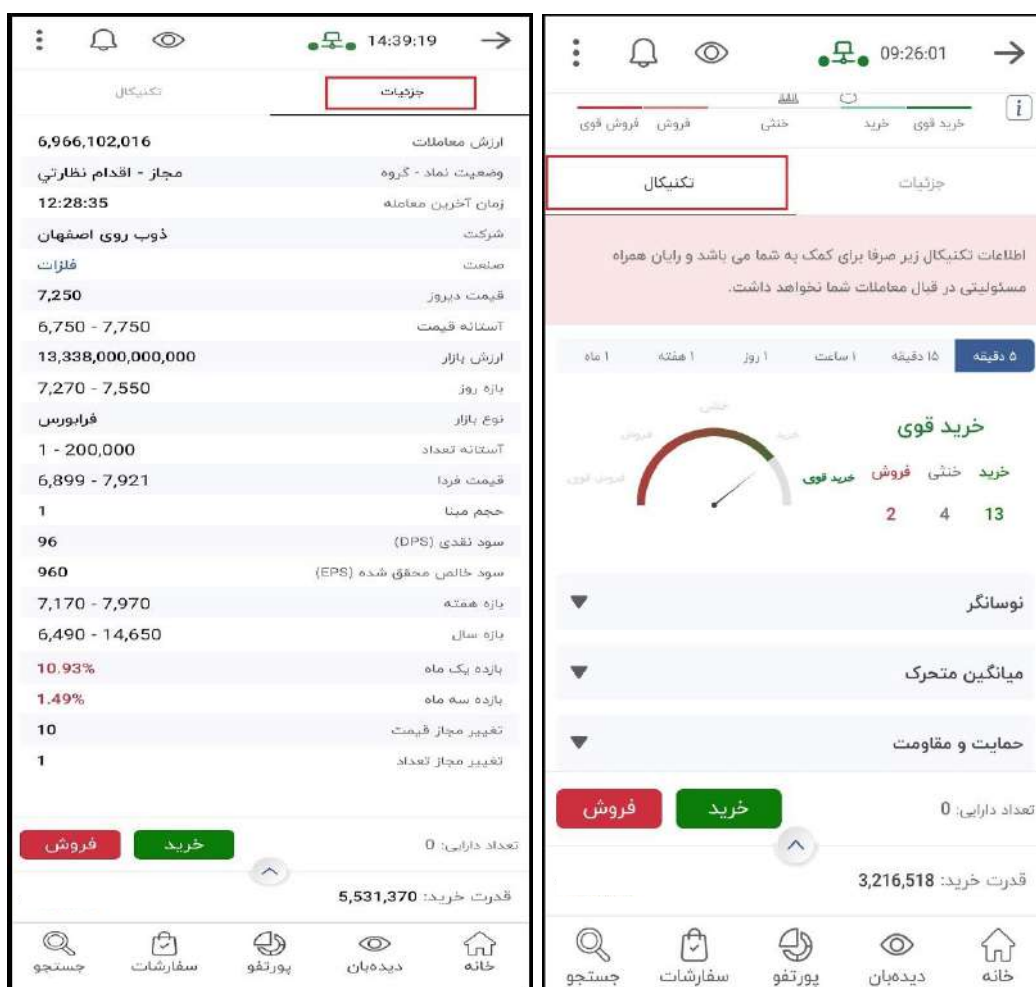 14:39:19
جزئیات
تکنیکال
ارزش معاملات 6,966,102,016
وضعیت نماد - گروه مجاز - اقدام نظارتي
زمان آخرین معامله 12:28:35
شرکت ذوب روی اصفهان
صنعت فلزات
قیمت دیروز 7,250
آستانه قیمت 6,750 - 7,750
ارزش بازار 13,338,000,000,000
بازه روز 7,270 - 7,550
نوع بازار فرابورس
آستانه تعداد 1 - 200,000
قیمت فردا 6,899 - 7,921
حجم مبنا 1
سود نقدی (DPS) 96
سود خالص محقق شده (EPS) 960
بازه هفته 7,170 - 7,970
بازه سال 6,490 - 14,650
بازده یک ماه 10.93%
بازده سه ماه 1.49%
تغییر مجاز قیمت 10
تغییر مجاز تعداد 1
تعداد دارایی: 0 خرید فروش
قدرت خرید: 5,531,370
خانه دیده‌بان پورتفو سفارشات جستجو
09:26:01
خرید قوی خرید خنثی فروش فروش قوی
جزئیات
تکنیکال
اطلاعات تکنیکال زیر صرفا برای کمک به شما می باشد و رایان همراه
مسئولیتی در قبال معاملات شما نخواهد داشت.
۵ دقیقه ۱۵ دقیقه ۱ ساعت ۱ روز ۱ هفته ۱ ماه
خرید قوی
خرید خنثی فروش
13 4 2
خنثی
خرید فروش
خرید قوی فروش قوی
نوسانگر
میانگین متحرک
حمایت و مقاومت
تعداد دارایی: 0 خرید فروش
قدرت خرید: 3,216,518
خانه دیده‌بان پورتفو سفارشات جستجو